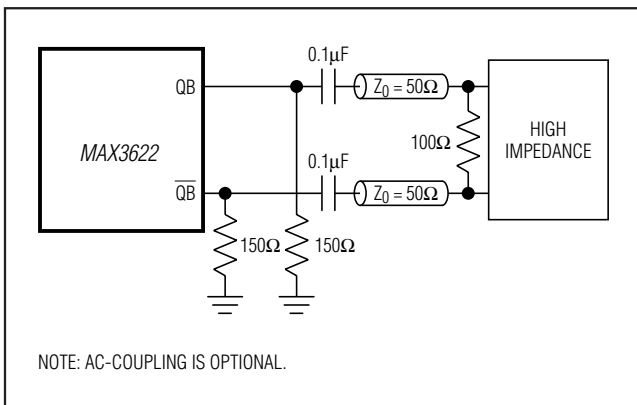 0.1µF
QB
Z0 = 50Ω
MAX3622
100Ω
HIGH
IMPEDANCE
0.1µF
Q̅B̅
Z0 = 50Ω
150Ω
150Ω
NOTE: AC-COUPLING IS OPTIONAL.